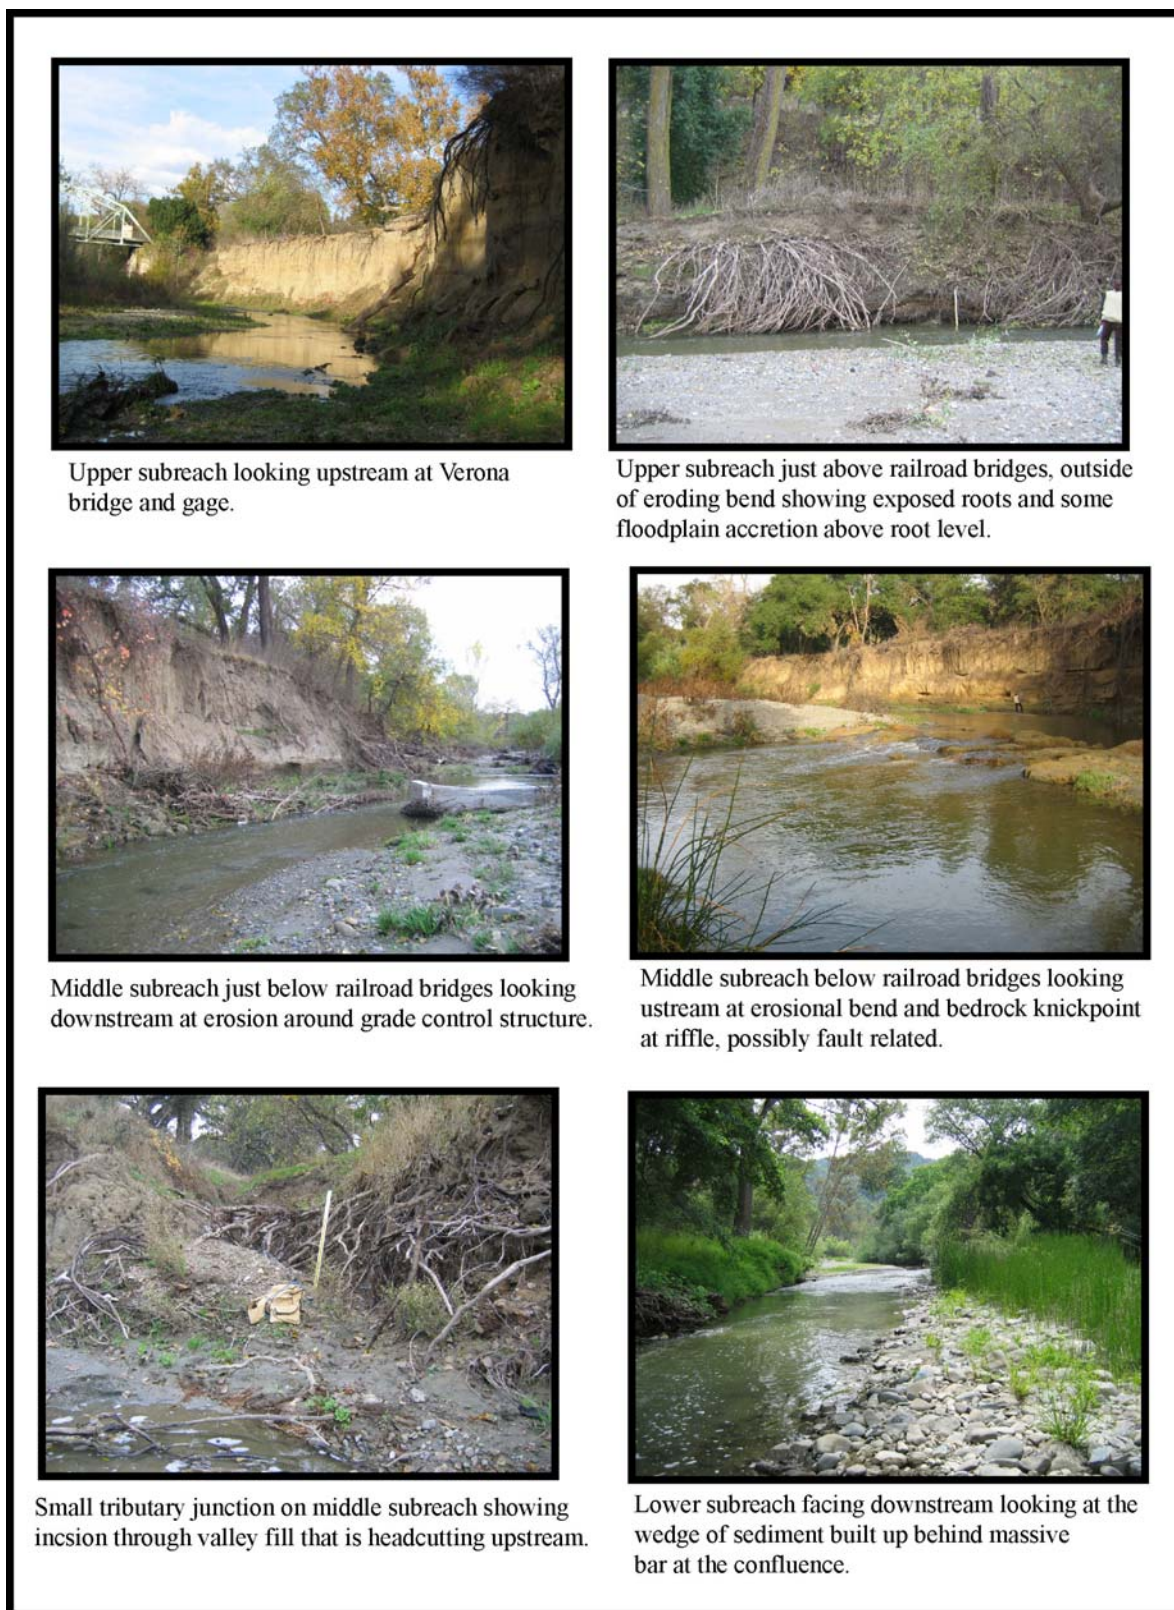 Upper subreach looking upstream at Verona
bridge and gage.
Upper subreach just above railroad bridges, outside
of eroding bend showing exposed roots and some
floodplain accretion above root level.
Middle subreach just below railroad bridges looking
downstream at erosion around grade control structure.
Middle subreach below railroad bridges looking
ustream at erosional bend and bedrock knickpoint
at riffle, possibly fault related.
Small tributary junction on middle subreach showing
incsion through valley fill that is headcutting upstream.
Lower subreach facing downstream looking at the
wedge of sediment built up behind massive
bar at the confluence.